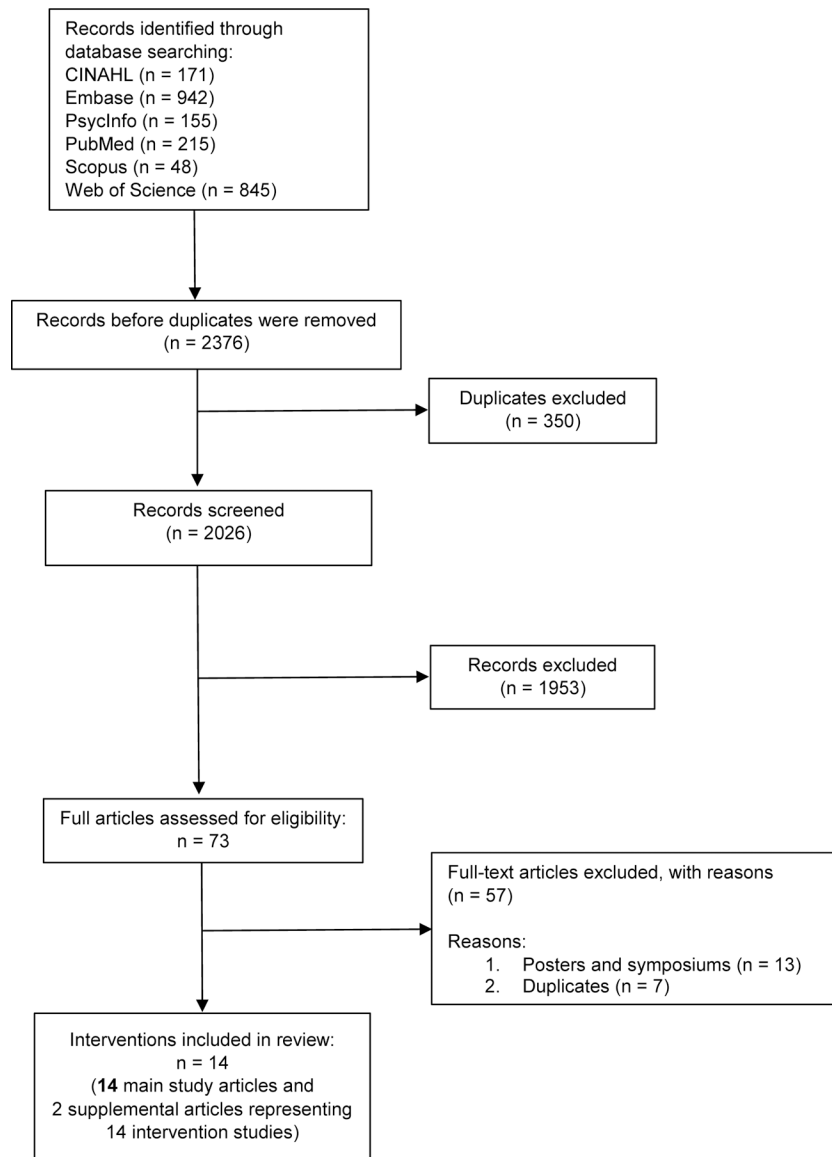 Records identified through
database searching:
CINAHL (n = 171)
Embase (n = 942)
PsycInfo (n = 155)
PubMed (n = 215)
Scopus (n = 48)
Web of Science (n = 845)
Records before duplicates were removed
(n = 2376)
Duplicates excluded
(n = 350)
Records screened
(n = 2026)
Records excluded
(n = 1953)
Full articles assessed for eligibility:
n = 73
Full-text articles excluded, with reasons
(n = 57)
Reasons:
1. Posters and symposiums (n = 13)
2. Duplicates (n = 7)
Interventions included in review:
n = 14
(14 main study articles and
2 supplemental articles representing
14 intervention studies)